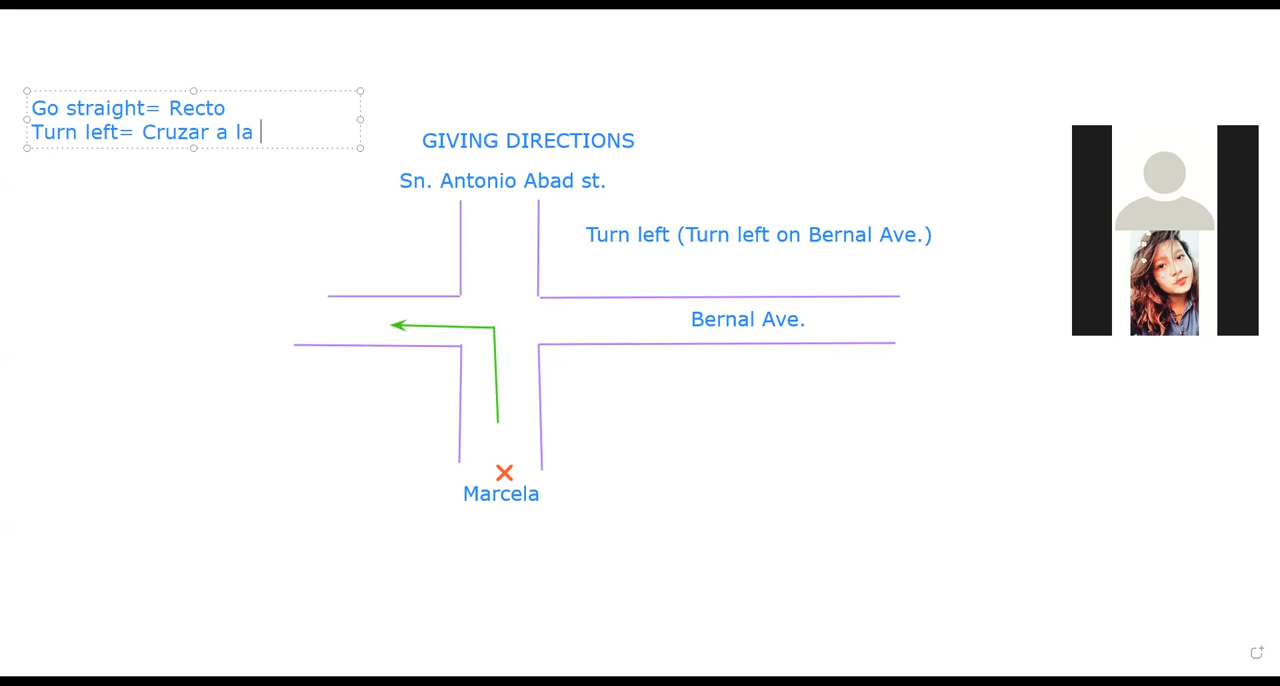 Go straight= Recto
Turn left= Cruzar a la
GIVING DIRECTIONS
Sn. Antonio Abad st.
Turn left (Turn left on Bernal Ave.)
Bernal Ave.
Marcela